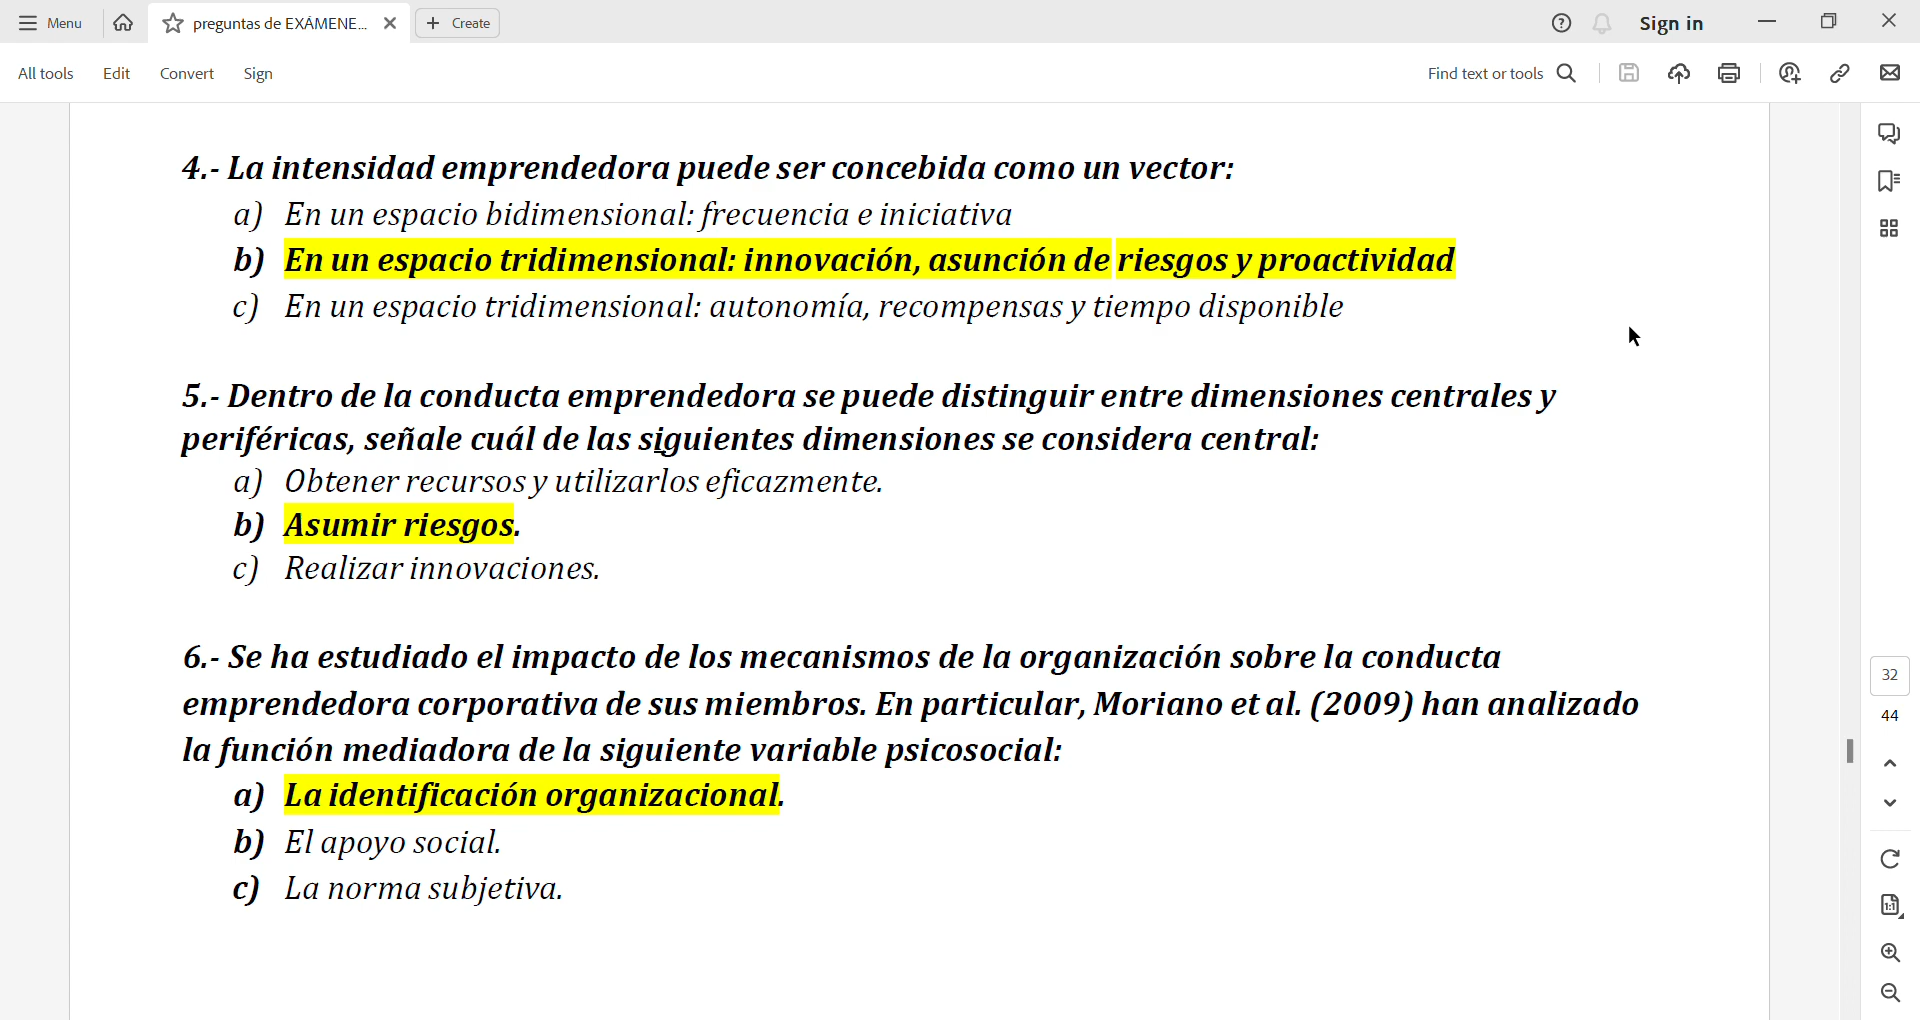 Menu
preguntas de EXÁMENE...
Create
Sign in
All tools
Edit
Convert
Sign
Find text or tools
4.- La intensidad emprendedora puede ser concebida como un vector:
a) En un espacio bidimensional: frecuencia e iniciativa
b) En un espacio tridimensional: innovación, asunción de riesgos y proactividad
c) En un espacio tridimensional: autonomía, recompensas y tiempo disponible
5.- Dentro de la conducta emprendedora se puede distinguir entre dimensiones centrales y
periféricas, señale cuál de las siguientes dimensiones se considera central:
a) Obtener recursos y utilizarlos eficazmente.
b) Asumir riesgos.
c) Realizar innovaciones.
6.- Se ha estudiado el impacto de los mecanismos de la organización sobre la conducta
emprendedora corporativa de sus miembros. En particular, Moriano et al. (2009) han analizado
la función mediadora de la siguiente variable psicosocial:
a) La identificación organizacional.
b) El apoyo social.
c) La norma subjetiva.
32
44
1:1